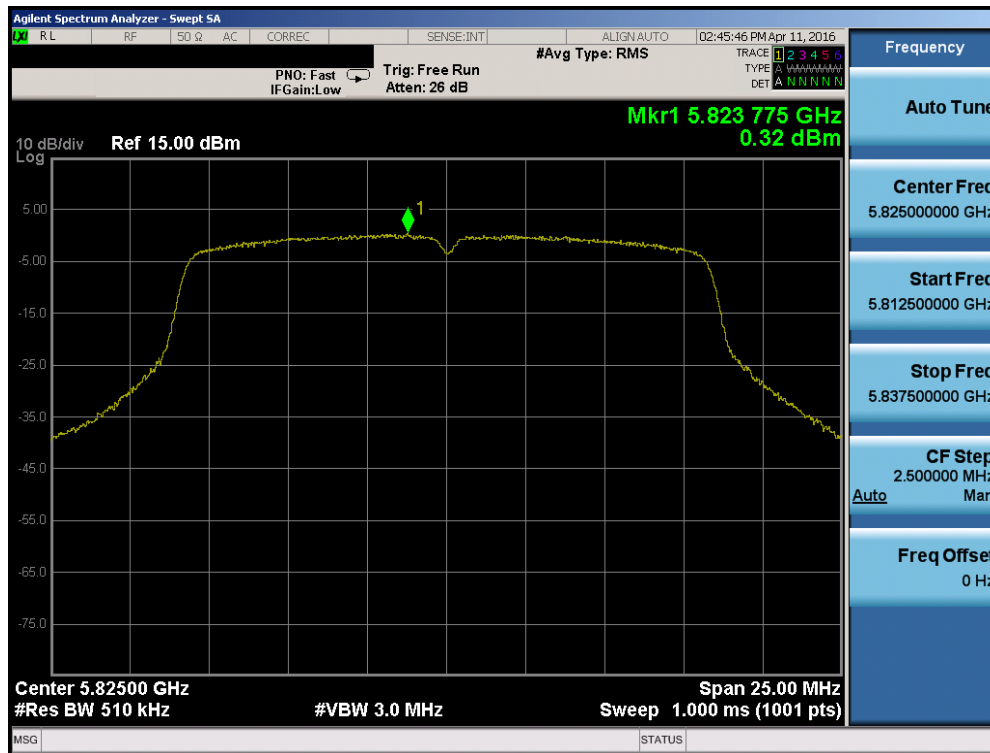 Agilent Spectrum Analyzer - Swept SA
LXI RL RF 50 Ω AC CORREC SENSE:INT ALIGN AUTO 02:45:46 PM Apr 11, 2016
#Avg Type: RMS TRACE 1 2 3 4 5 6
PNO: Fast Trig: Free Run TYPE A WWWWW
IFGain:Low Atten: 26 dB DET A N N N N N
Mkr1 5.823 775 GHz
0.32 dBm
10 dB/div Ref 15.00 dBm
Log
1
5.00
-5.00
-15.0
-25.0
-35.0
-45.0
-55.0
-65.0
-75.0
Center 5.82500 GHz Span 25.00 MHz
#Res BW 510 kHz #VBW 3.0 MHz Sweep 1.000 ms (1001 pts)
MSG STATUS
Frequency
Auto Tune
Center Freq
5.825000000 GHz
Start Freq
5.812500000 GHz
Stop Freq
5.837500000 GHz
CF Step
2.500000 MHz
Auto Man
Freq Offset
0 Hz